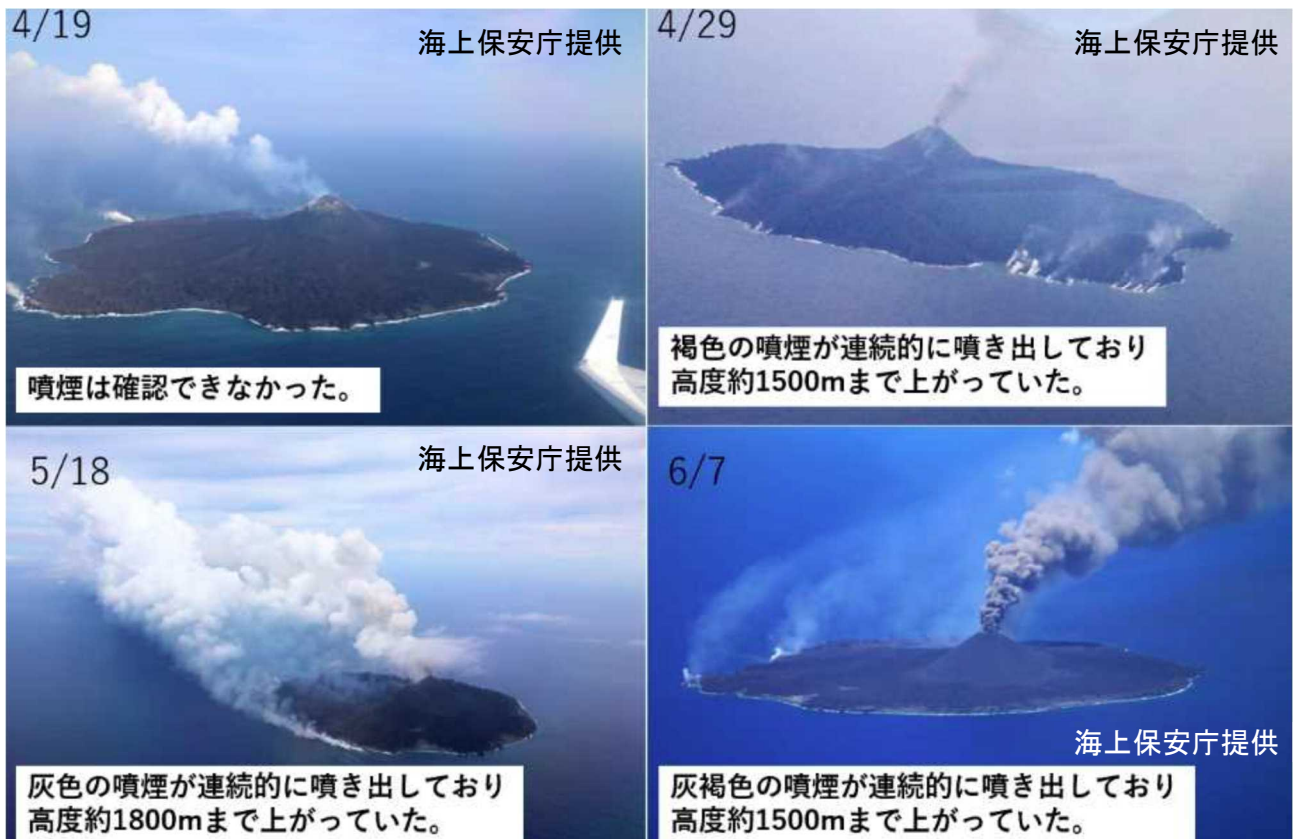 4/19
海上保安庁提供
噴煙は確認できなかった。
4/29
海上保安庁提供
褐色の噴煙が連続的に噴き出しており
高度約1500mまで上がっていた。
5/18
海上保安庁提供
灰色の噴煙が連続的に噴き出しており
高度約1800mまで上がっていた。
6/7
海上保安庁提供
灰褐色の噴煙が連続的に噴き出しており
高度約1500mまで上がっていた。